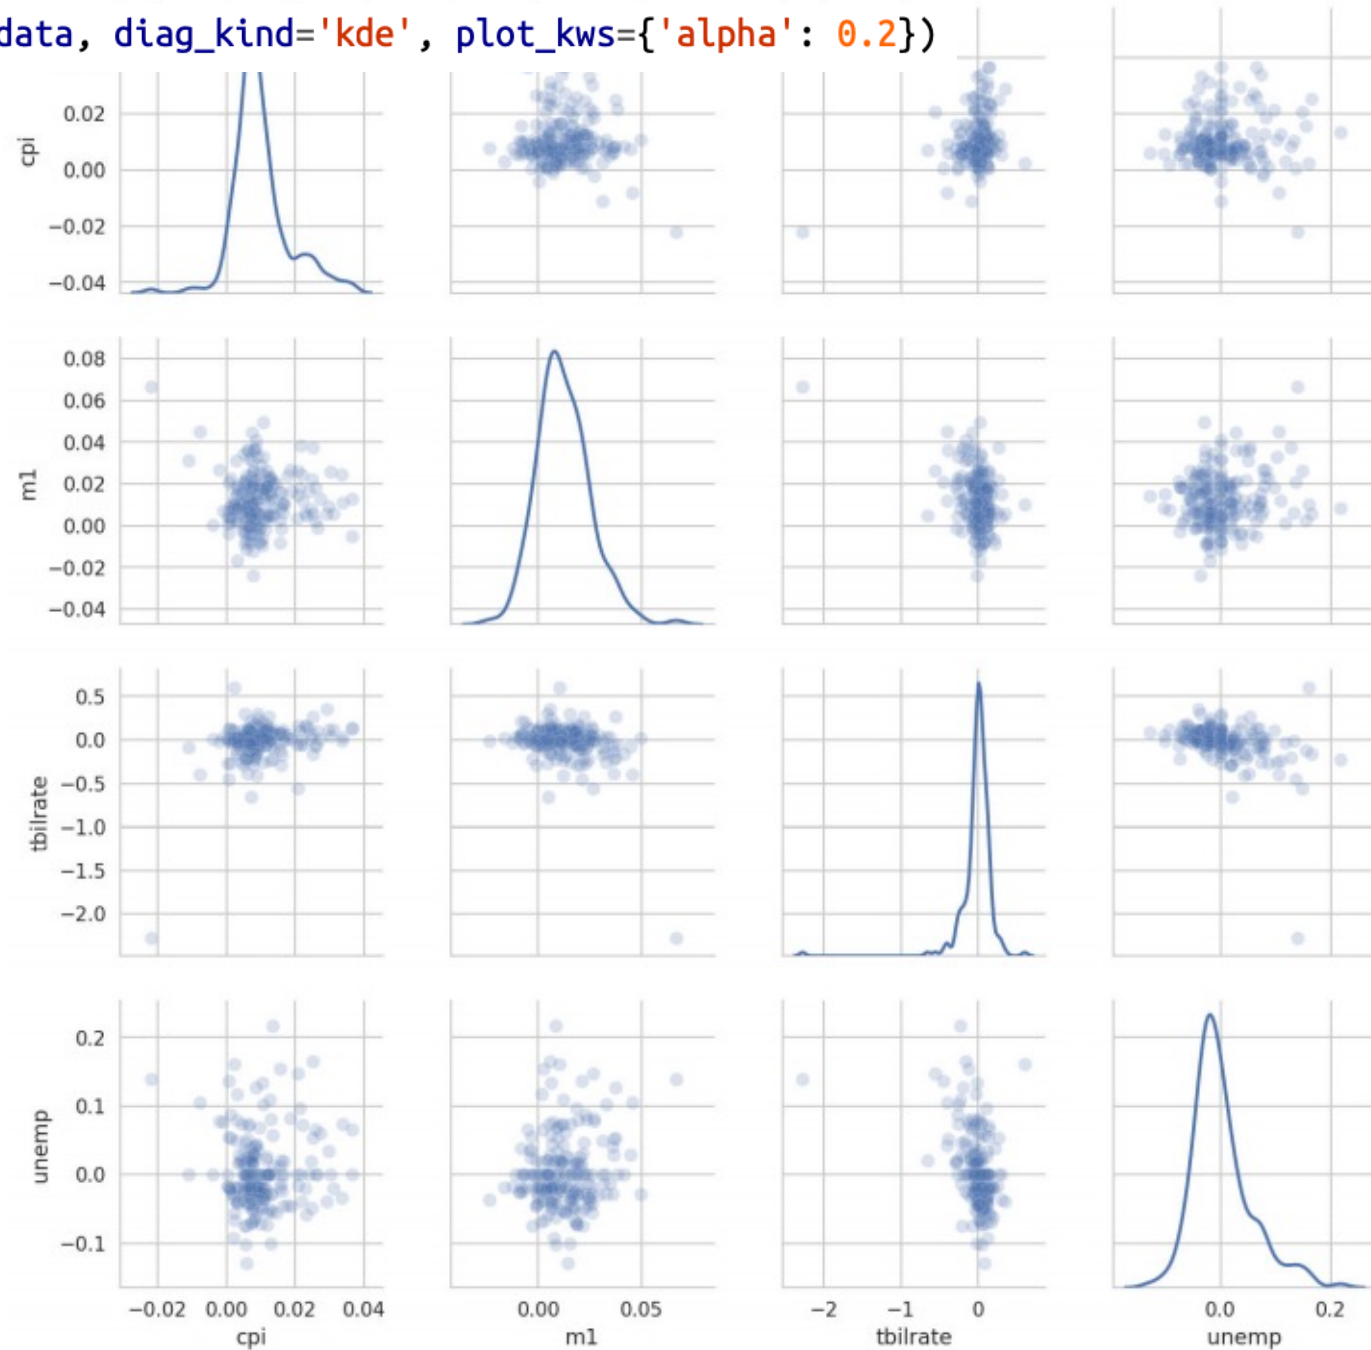 data, diag_kind='kde', plot_kws={'alpha': 0.2})
0.02
0.00
−0.02
−0.04
cpi
0.08
0.06
0.04
0.02
0.00
−0.02
−0.04
m1
0.5
0.0
−0.5
−1.0
−1.5
−2.0
tbilrate
0.2
0.1
0.0
−0.1
unemp
−0.02 0.00 0.02 0.04
cpi
0.00 0.05
m1
−2 −1 0
tbilrate
0.0 0.2
unemp